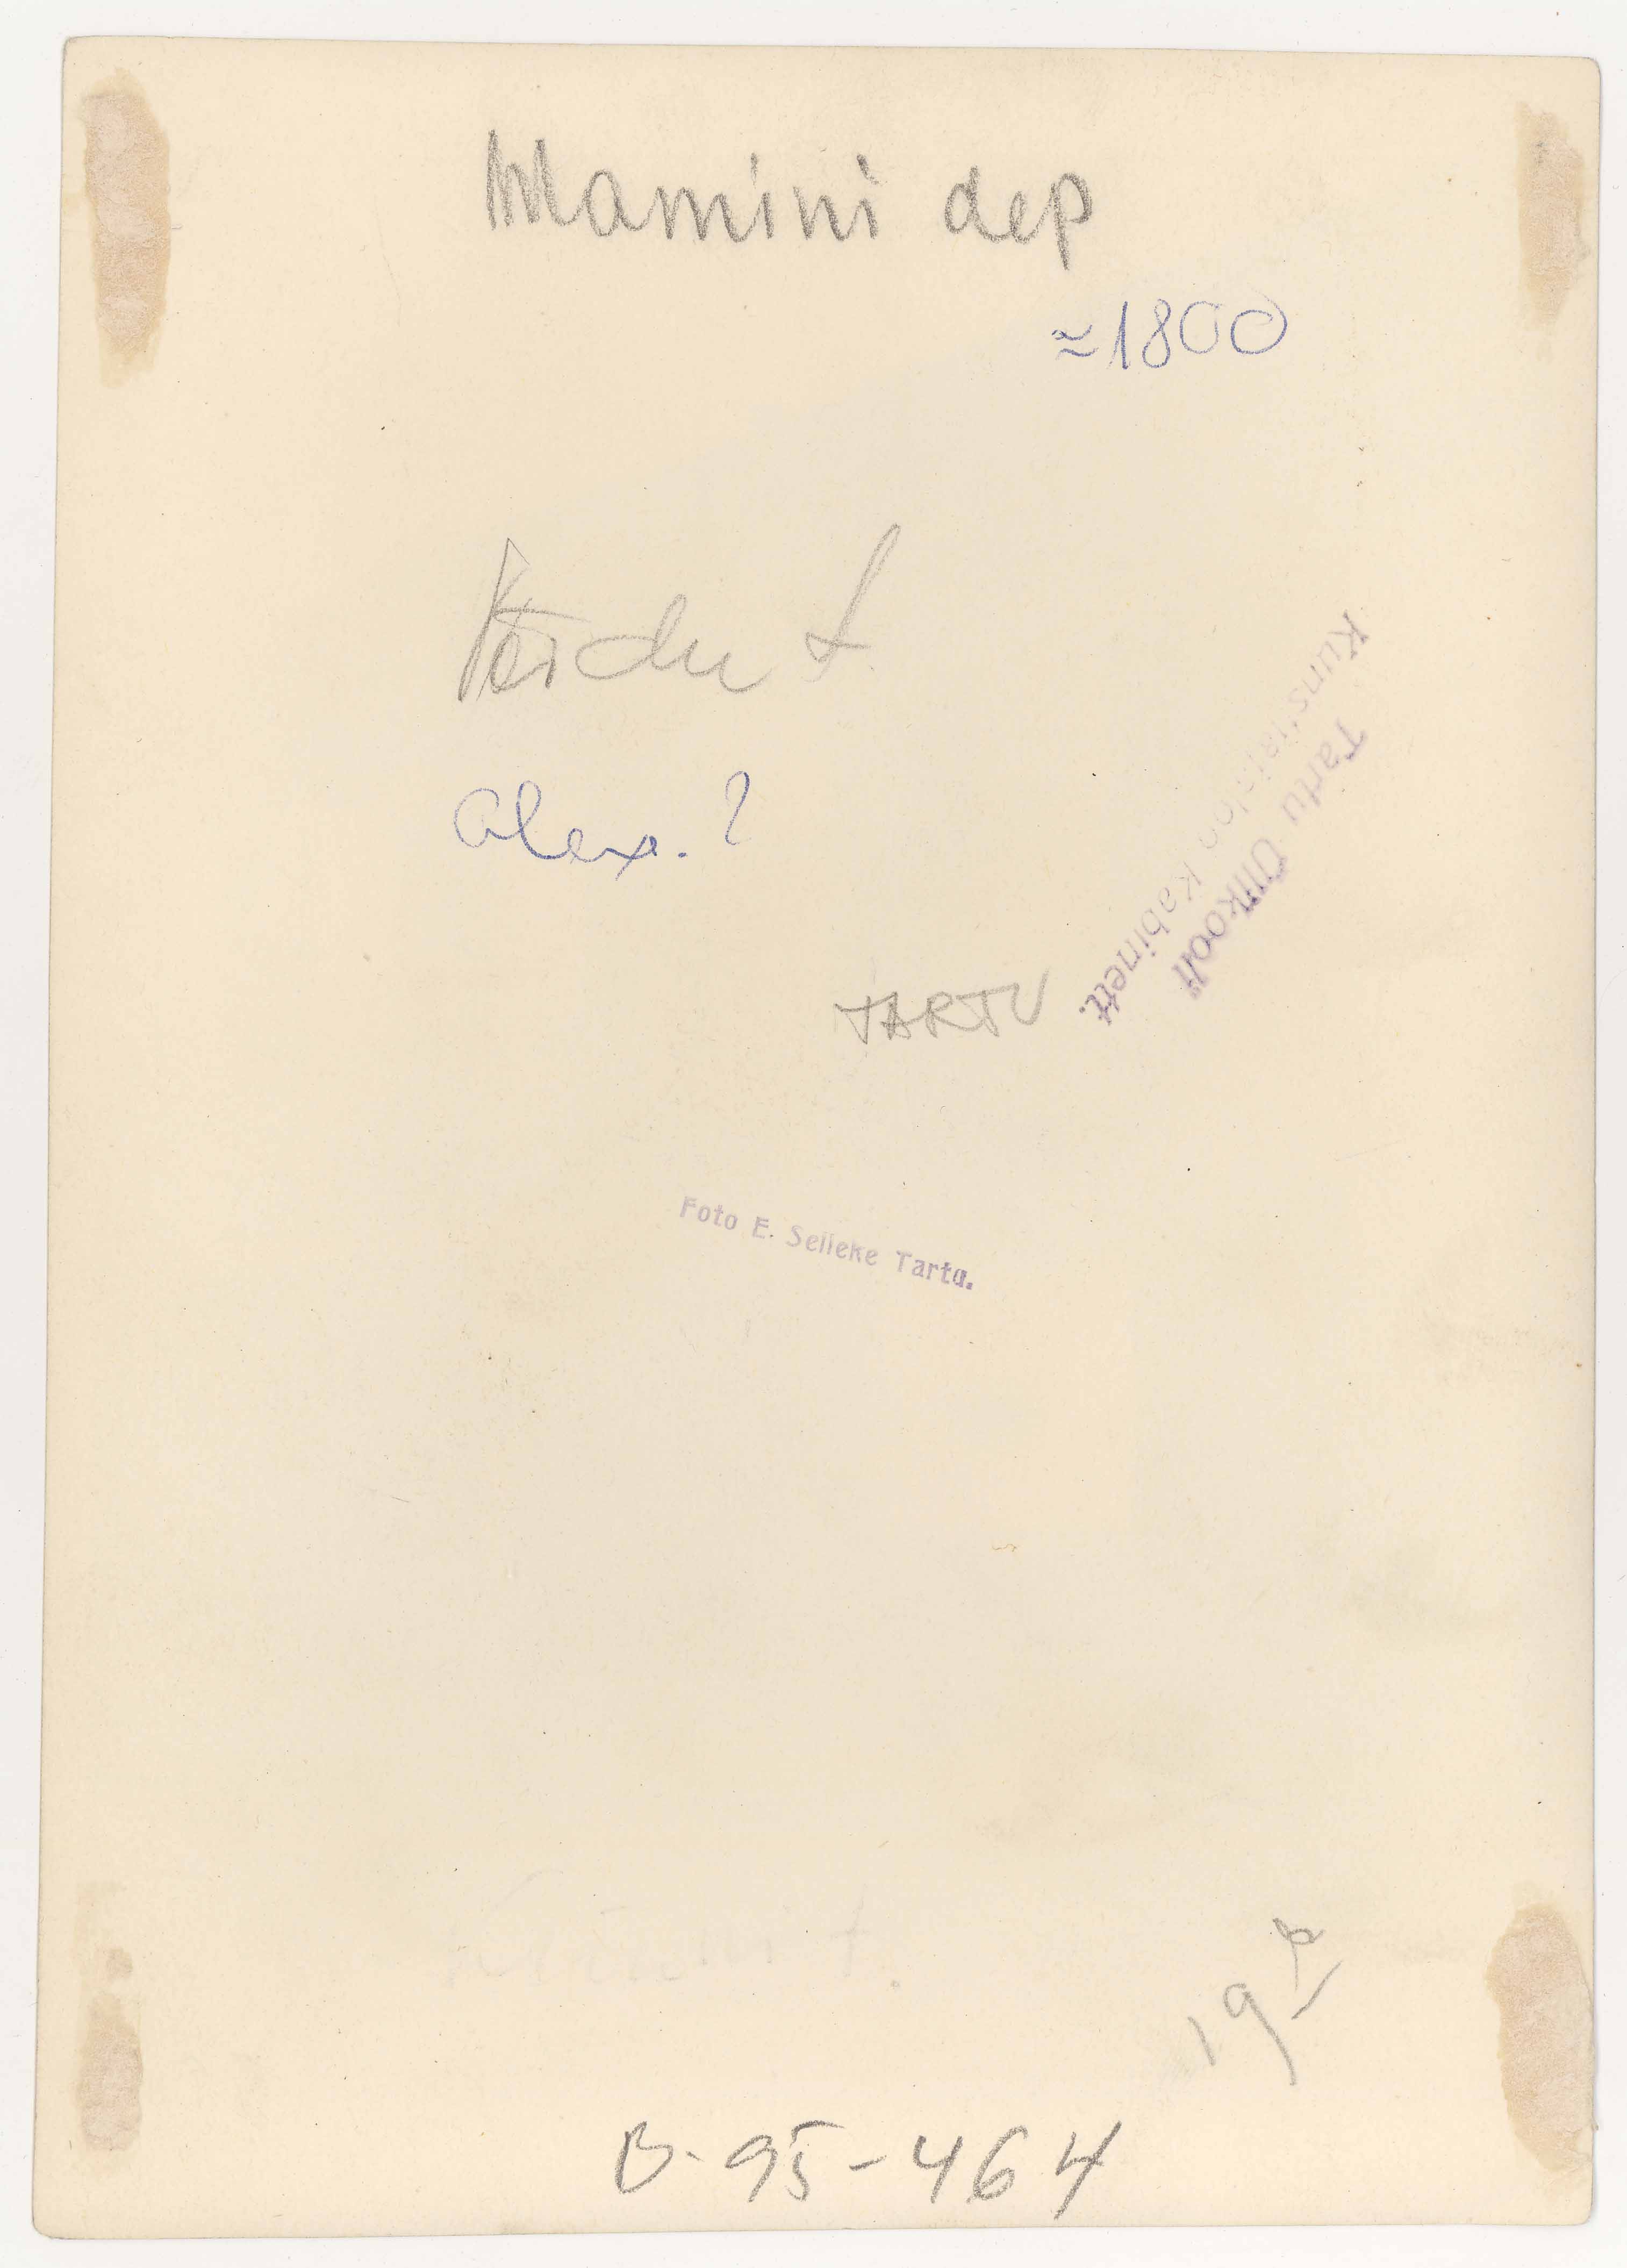 Mamini dep
≈1800
Alex. ?
Tartu Ülikooli
Kunstiajaloo Kabinett.
TARTU
Foto E. Selleke Tartu.
19
B-95-464